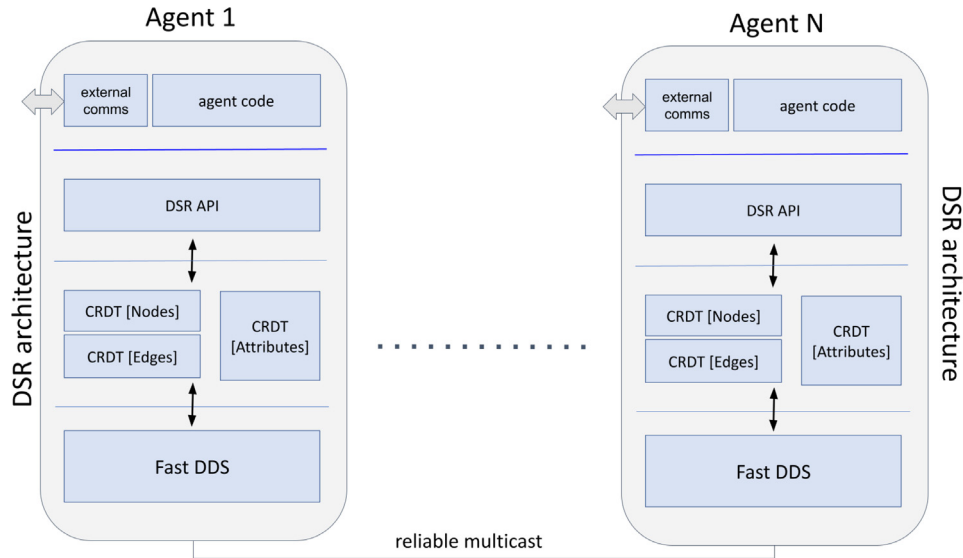 Agent 1
external
comms
agent code
DSR API
CRDT [Nodes]
CRDT [Edges]
CRDT
[Attributes]
Fast DDS
DSR architecture
Agent N
external
comms
agent code
DSR API
CRDT [Nodes]
CRDT [Edges]
CRDT
[Attributes]
Fast DDS
DSR architecture
reliable multicast